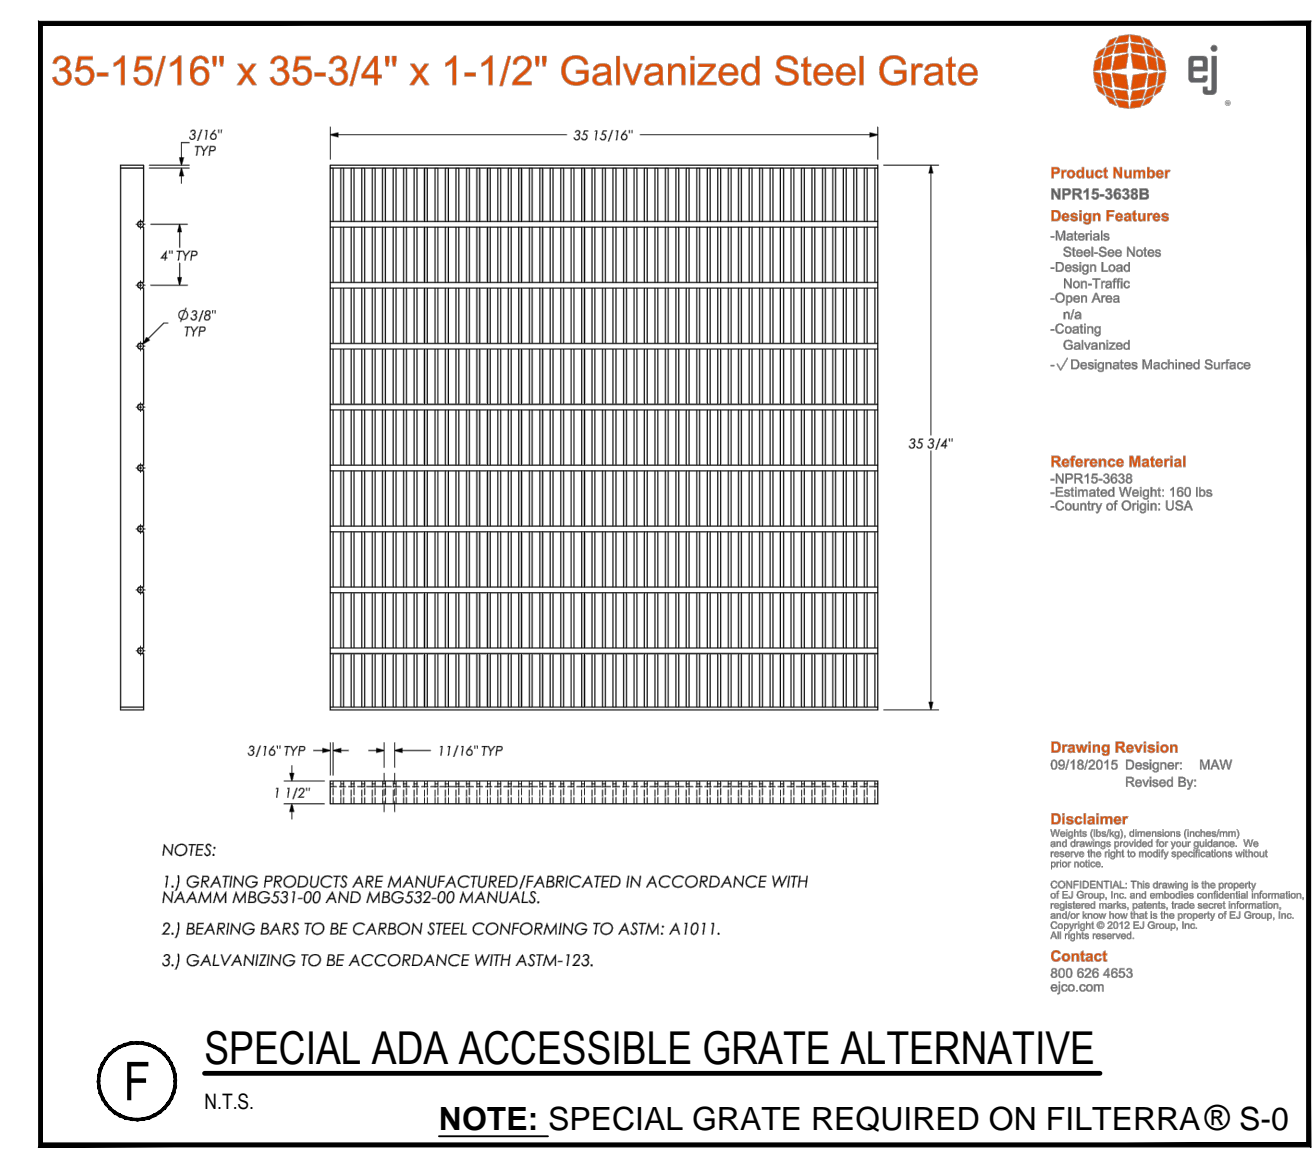 35-15/16" x 35-3/4" x 1-1/2" Galvanized Steel Grate
ej
®
3/16"
TYP
35 15/16"
4" TYP
Ø3/8"
TYP
35 3/4"
3/16" TYP
11/16" TYP
1 1/2"
Product Number
NPR15-3638B
Design Features
-Materials
Steel-See Notes
-Design Load
Non-Traffic
-Open Area
n/a
-Coating
Galvanized
-√ Designates Machined Surface
Reference Material
-NPR15-3638
-Estimated Weight: 160 lbs
-Country of Origin: USA
Drawing Revision
09/18/2015 Designer: MAW
Revised By:
Disclaimer
Weights (lbs/kg), dimensions (inches/mm)
and drawings provided for your guidance. We
reserve the right to modify specifications without
prior notice.
CONFIDENTIAL: This drawing is the property
of EJ Group, Inc. and embodies confidential information,
registered marks, patents, trade secret information,
and/or know how that is the property of EJ Group, Inc.
Copyright © 2012 EJ Group, Inc.
All rights reserved.
Contact
800 626 4653
ejco.com
NOTES:
1.) GRATING PRODUCTS ARE MANUFACTURED/FABRICATED IN ACCORDANCE WITH
NAAMM MBG531-00 AND MBG532-00 MANUALS.
2.) BEARING BARS TO BE CARBON STEEL CONFORMING TO ASTM: A1011.
3.) GALVANIZING TO BE ACCORDANCE WITH ASTM-123.
F
SPECIAL ADA ACCESSIBLE GRATE ALTERNATIVE
N.T.S.
NOTE: SPECIAL GRATE REQUIRED ON FILTERRA® S-0